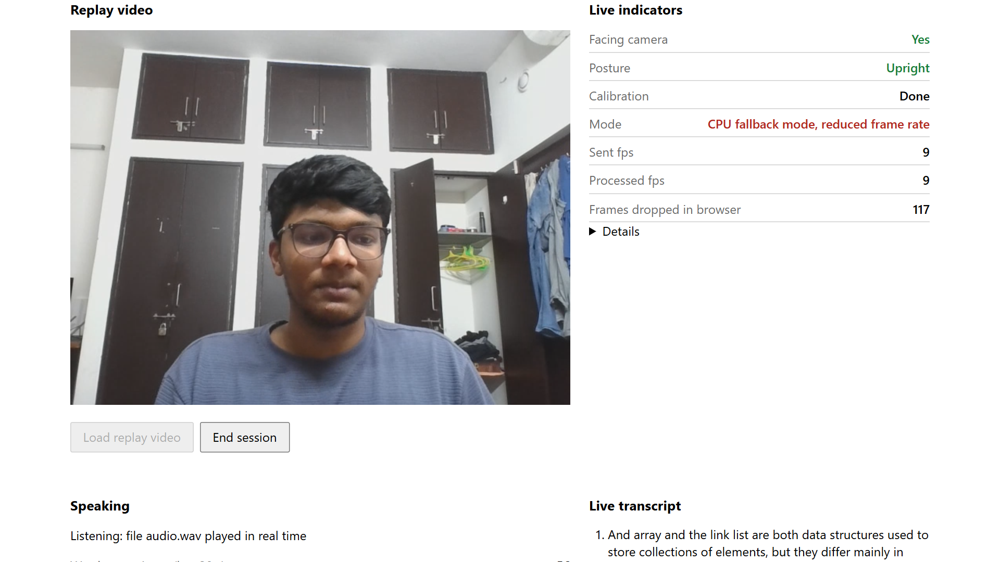 Replay video
Live indicators
Facing camera Yes
Posture Upright
Calibration Done
Mode CPU fallback mode, reduced frame rate
Sent fps 9
Processed fps 9
Frames dropped in browser 117
Details
Load replay video End session
Speaking
Listening: file audio.wav played in real time
Live transcript
1. And array and the link list are both data structures used to
store collections of elements, but they differ mainly in